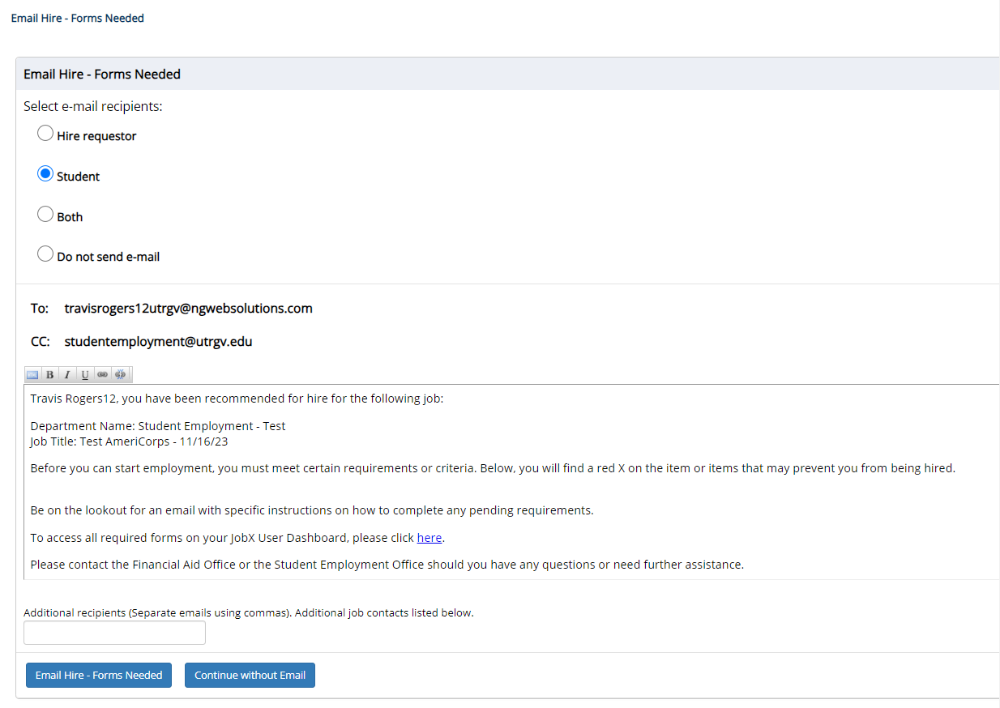 Email Hire - Forms Needed
Email Hire - Forms Needed
Select e-mail recipients:
Hire requestor
Student
Both
Do not send e-mail
To: travisrogers12utrgv@ngwebsolutions.com
CC: studentemployment@utrgv.edu
B I U
Travis Rogers12, you have been recommended for hire for the following job:
Department Name: Student Employment - Test
Job Title: Test AmeriCorps - 11/16/23
Before you can start employment, you must meet certain requirements or criteria. Below, you will find a red X on the item or items that may prevent you from being hired.
Be on the lookout for an email with specific instructions on how to complete any pending requirements.
To access all required forms on your JobX User Dashboard, please click here.
Please contact the Financial Aid Office or the Student Employment Office should you have any questions or need further assistance.
Additional recipients (Separate emails using commas). Additional job contacts listed below.
Email Hire - Forms Needed Continue without Email